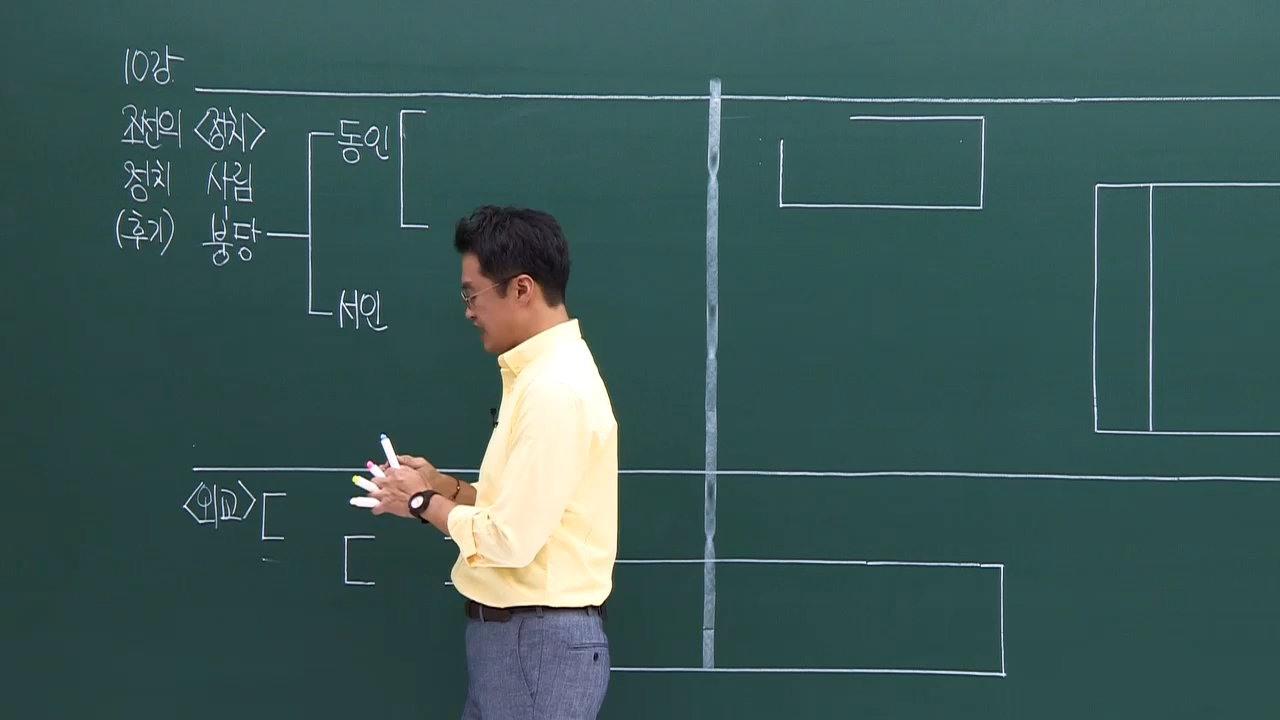 10강
조선의 <정치>
정치 사림
(후기) 붕당
동인
서인
<외교>